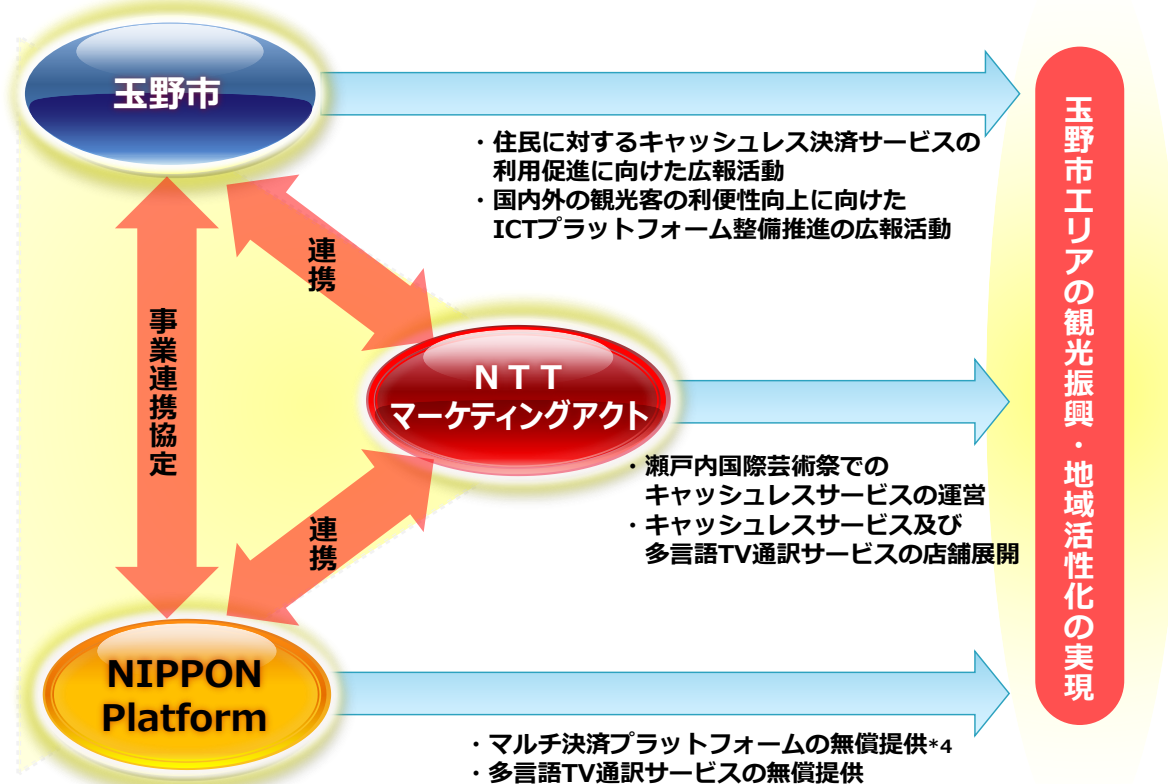 玉野市
・住民に対するキャッシュレス決済サービスの
利用促進に向けた広報活動
・国内外の観光客の利便性向上に向けた
ICTプラットフォーム整備推進の広報活動
連携
事業連携協定
NTT
マーケティングアクト
・瀬戸内国際芸術祭での
キャッシュレスサービスの運営
・キャッシュレスサービス及び
多言語TV通訳サービスの店舗展開
連携
NIPPON
Platform
・マルチ決済プラットフォームの無償提供*4
・多言語TV通訳サービスの無償提供
玉野市エリアの観光振興・地域活性化の実現